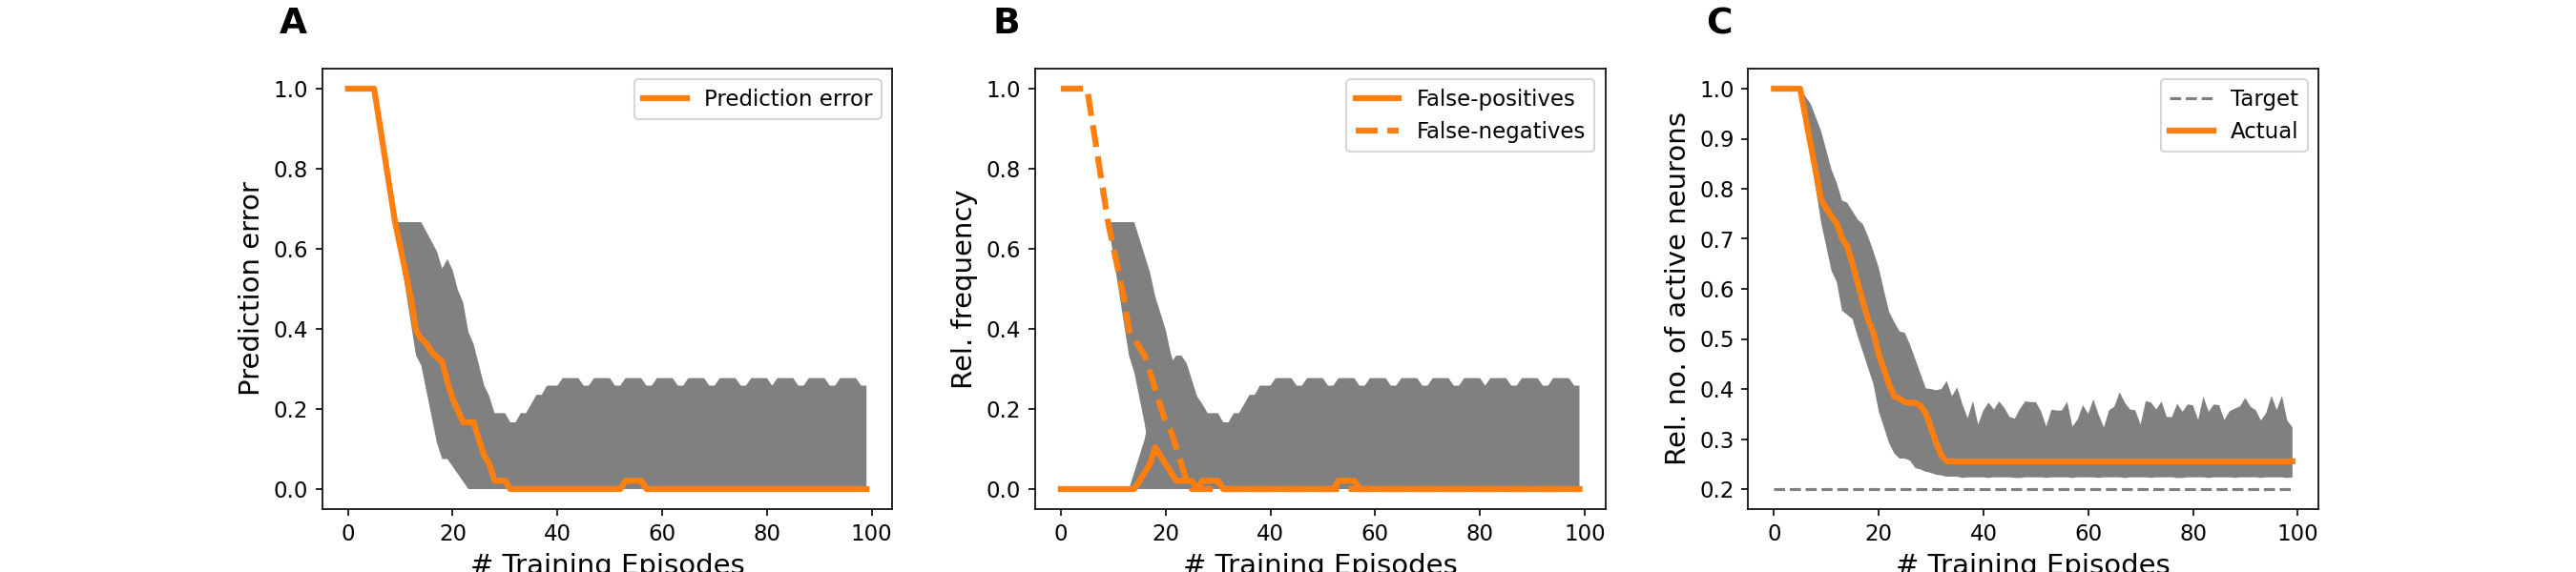 A
Prediction error
1.0
0.8
0.6
0.4
0.2
0.0
Prediction error
0 20 40 60 80 100
# Training Episodes
B
Rel. frequency
1.0
0.8
0.6
0.4
0.2
0.0
False-positives
False-negatives
0 20 40 60 80 100
# Training Episodes
C
Rel. no. of active neurons
1.0
0.9
0.8
0.7
0.6
0.5
0.4
0.3
0.2
Target
Actual
0 20 40 60 80 100
# Training Episodes